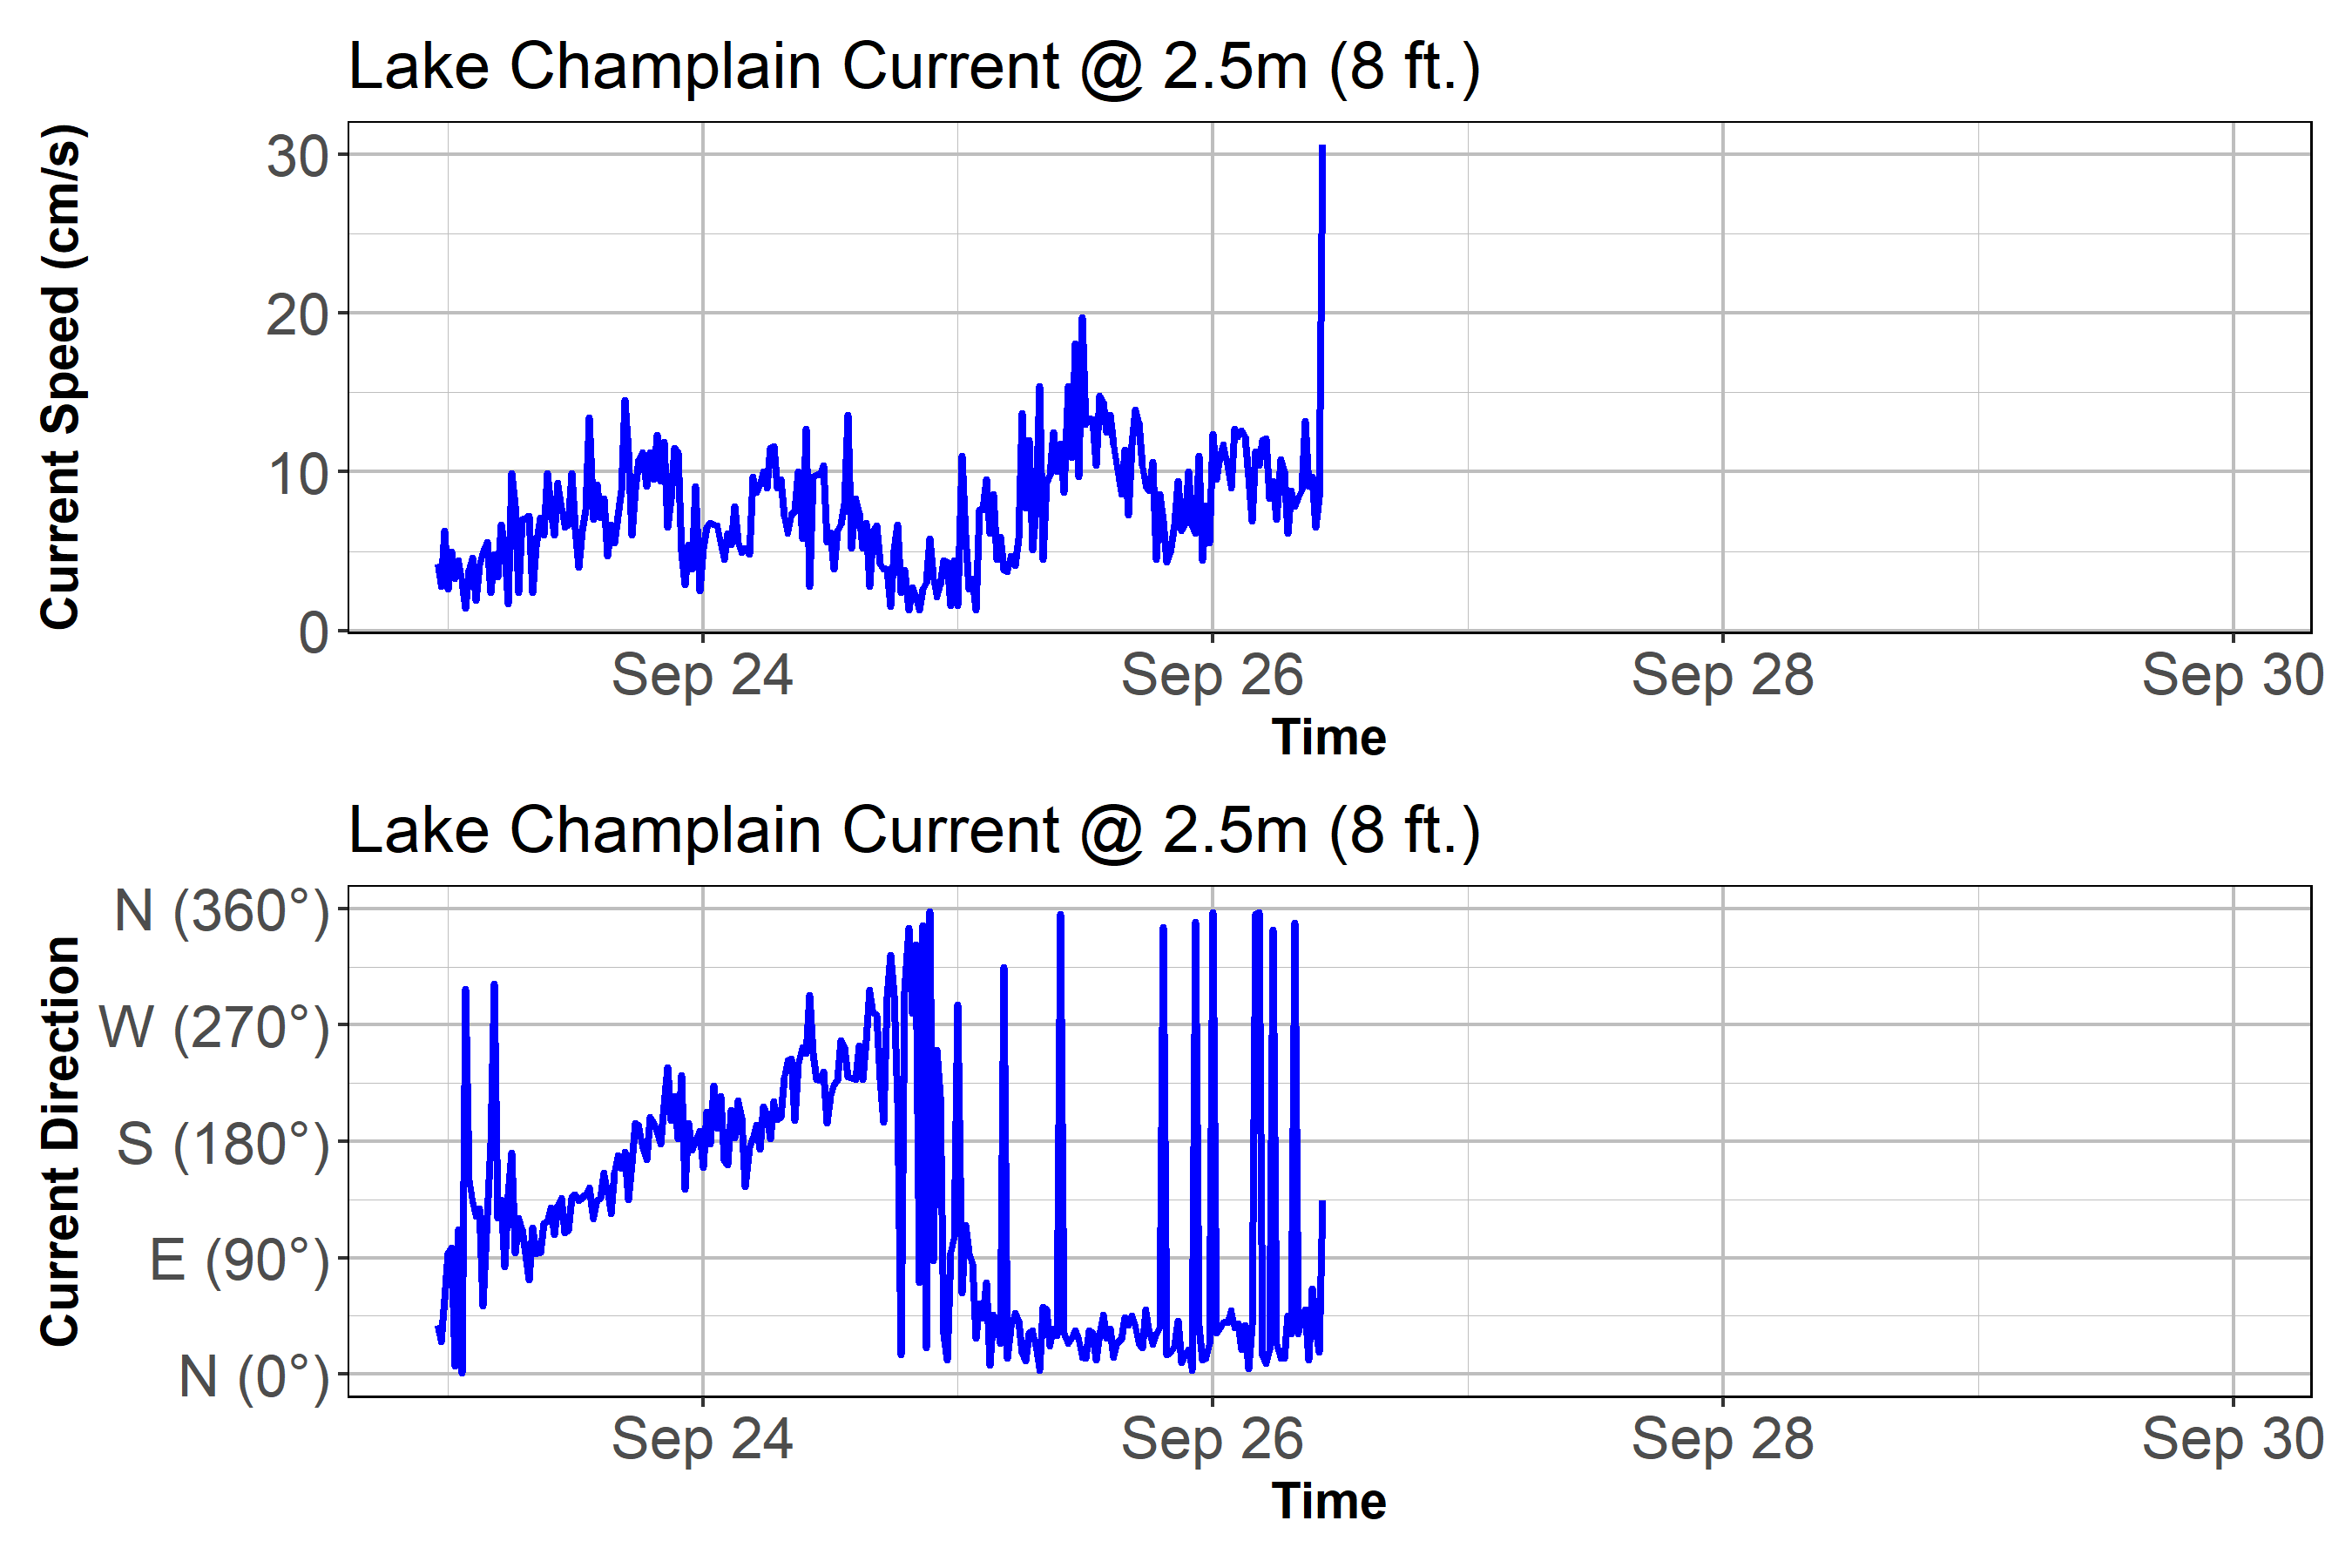 Lake Champlain Current @ 2.5m (8 ft.)
Current Speed (cm/s)
30
20
10
0
Sep 24 Sep 26 Sep 28 Sep 30
Time
Lake Champlain Current @ 2.5m (8 ft.)
Current Direction
N (360°)
W (270°)
S (180°)
E (90°)
N (0°)
Sep 24 Sep 26 Sep 28 Sep 30
Time